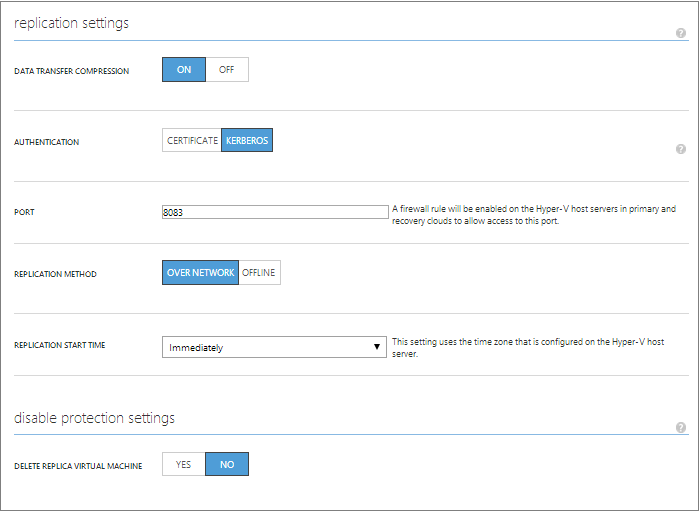 replication settings
?
DATA TRANSFER COMPRESSION ON OFF
AUTHENTICATION CERTIFICATE KERBEROS
?
PORT 8083 A firewall rule will be enabled on the Hyper-V host servers in primary and
recovery clouds to allow access to this port.
REPLICATION METHOD OVER NETWORK OFFLINE
REPLICATION START TIME Immediately This setting uses the time zone that is configured on the Hyper-V host
server.
disable protection settings
?
DELETE REPLICA VIRTUAL MACHINE YES NO